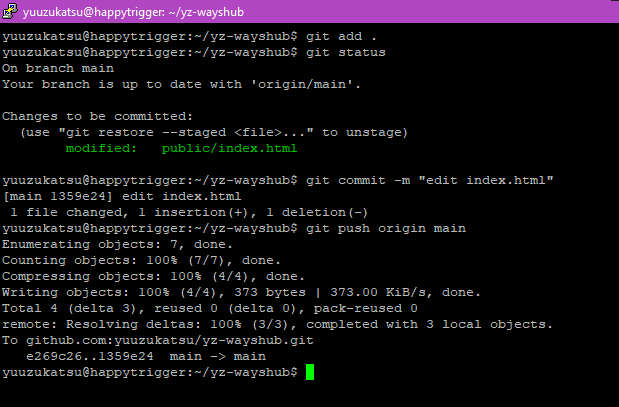 yuuzukatsu@happytrigger: ~/yz-wayshub
yuuzukatsu@happytrigger:~/yz-wayshub$ git add .
yuuzukatsu@happytrigger:~/yz-wayshub$ git status
On branch main
Your branch is up to date with 'origin/main'.
Changes to be committed:
  (use "git restore --staged <file>..." to unstage)
        modified:   public/index.html
yuuzukatsu@happytrigger:~/yz-wayshub$ git commit -m "edit index.html"
[main 1359e24] edit index.html
 1 file changed, 1 insertion(+), 1 deletion(-)
yuuzukatsu@happytrigger:~/yz-wayshub$ git push origin main
Enumerating objects: 7, done.
Counting objects: 100% (7/7), done.
Compressing objects: 100% (4/4), done.
Writing objects: 100% (4/4), 373 bytes | 373.00 KiB/s, done.
Total 4 (delta 3), reused 0 (delta 0), pack-reused 0
remote: Resolving deltas: 100% (3/3), completed with 3 local objects.
To github.com:yuuzukatsu/yz-wayshub.git
   e269c26..1359e24  main -> main
yuuzukatsu@happytrigger:~/yz-wayshub$